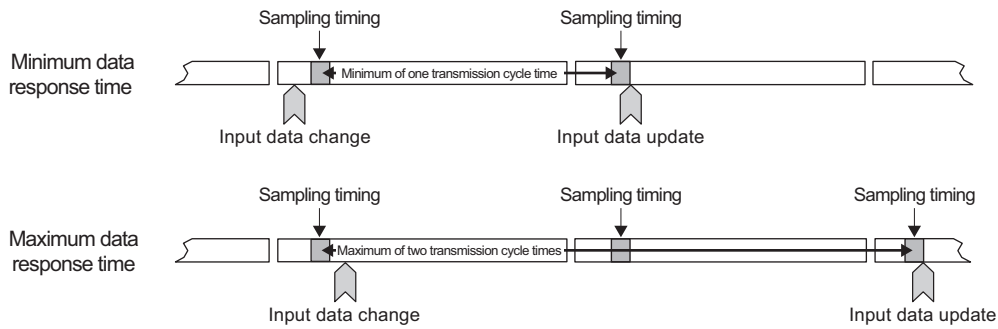 Sampling timing
Sampling timing
Minimum data
response time
Minimum of one transmission cycle time
Input data change
Input data update
Sampling timing
Sampling timing
Sampling timing
Maximum data
response time
Maximum of two transmission cycle times
Input data change
Input data update